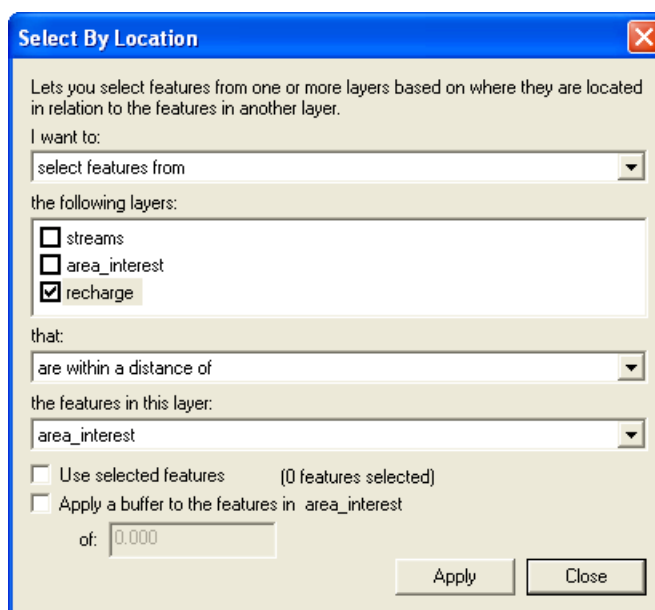 Select By Location
Lets you select features from one or more layers based on where they are located
in relation to the features in another layer.
I want to:
select features from
the following layers:
streams
area_interest
recharge
that:
are within a distance of
the features in this layer:
area_interest
Use selected features (0 features selected)
Apply a buffer to the features in area_interest
of: 0.000
Apply Close